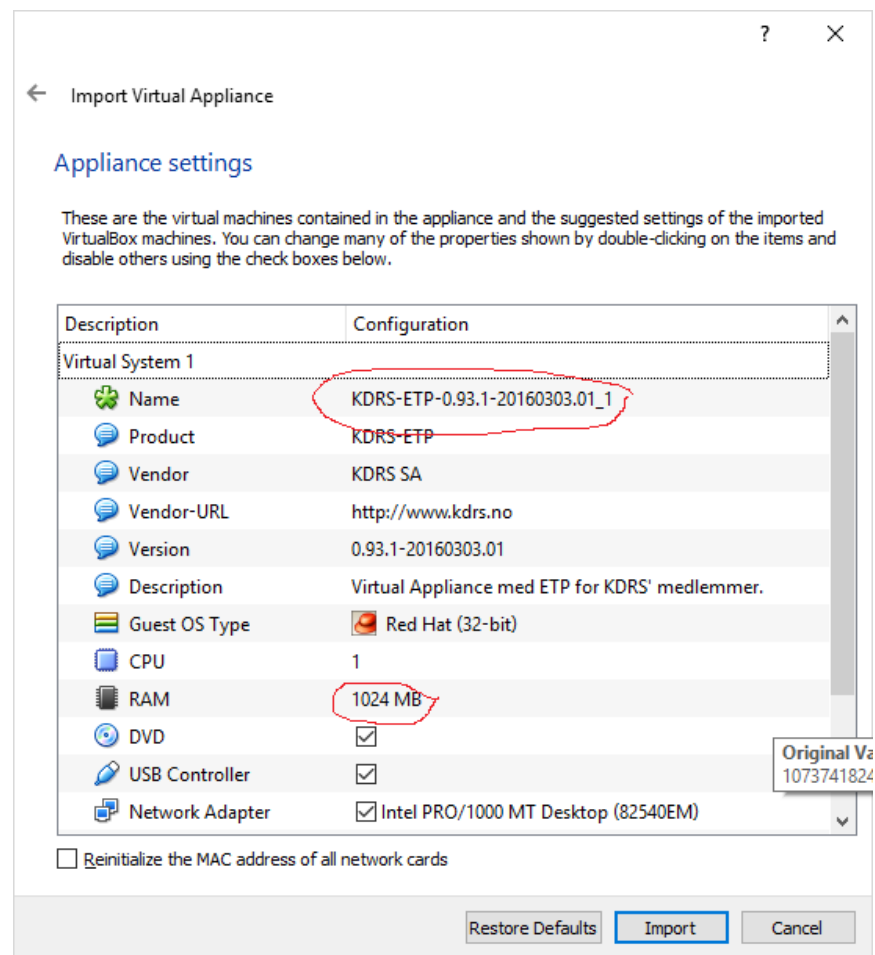 ?
Import Virtual Appliance
Appliance settings
These are the virtual machines contained in the appliance and the suggested settings of the imported
VirtualBox machines. You can change many of the properties shown by double-clicking on the items and
disable others using the check boxes below.
Description Configuration
Virtual System 1
Name KDRS-ETP-0.93.1-20160303.01_1
Product KDRS-ETP
Vendor KDRS SA
Vendor-URL http://www.kdrs.no
Version 0.93.1-20160303.01
Description Virtual Appliance med ETP for KDRS' medlemmer.
Guest OS Type Red Hat (32-bit)
CPU 1
RAM 1024 MB
DVD
Original Va
USB Controller
1073741824
Network Adapter Intel PRO/1000 MT Desktop (82540EM)
Reinitialize the MAC address of all network cards
Restore Defaults Import Cancel